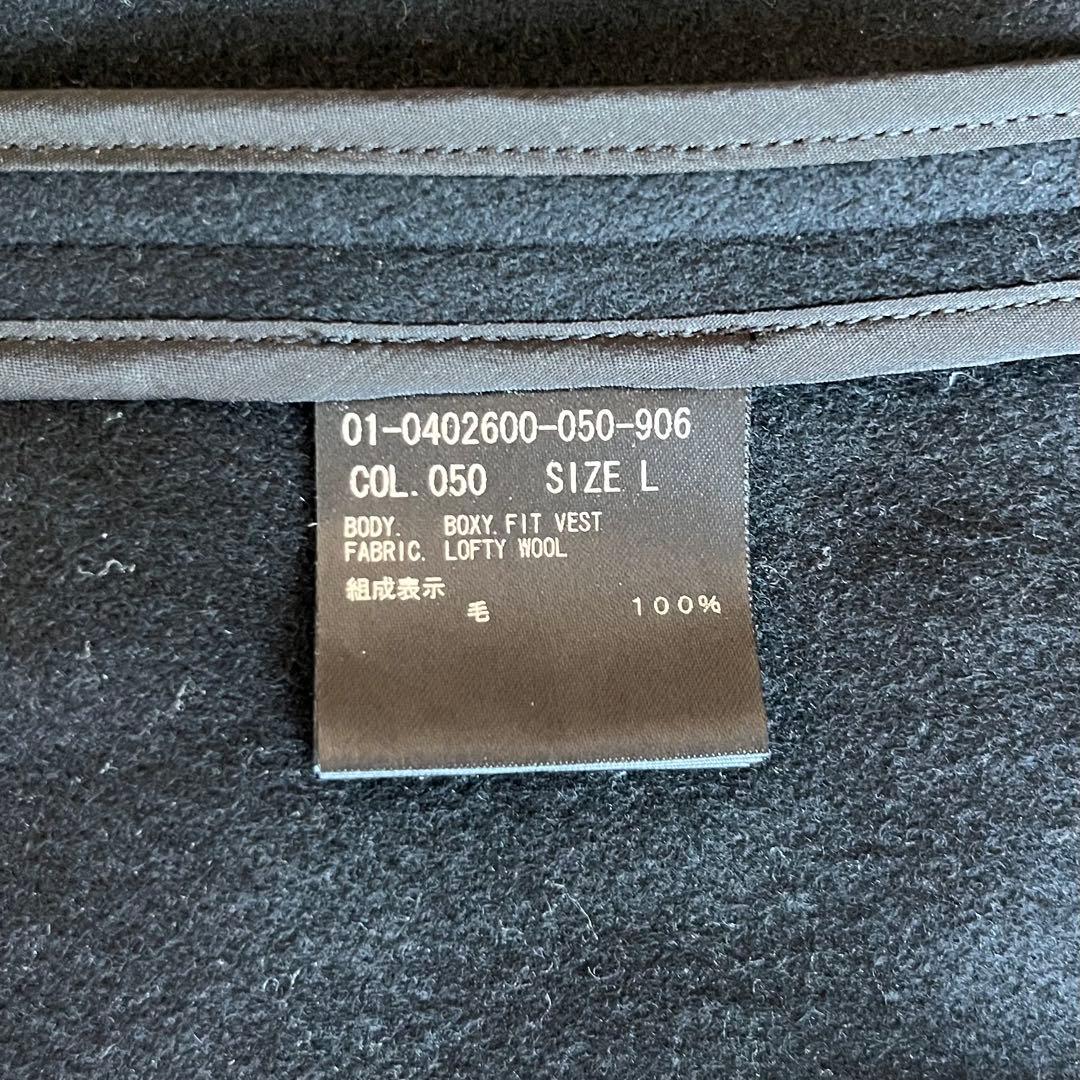 01-0402600-050-906
COL. 050 SIZE L
BODY. BOXY. FIT VEST
FABRIC. LOFTY WOOL
組成表示
毛 100%